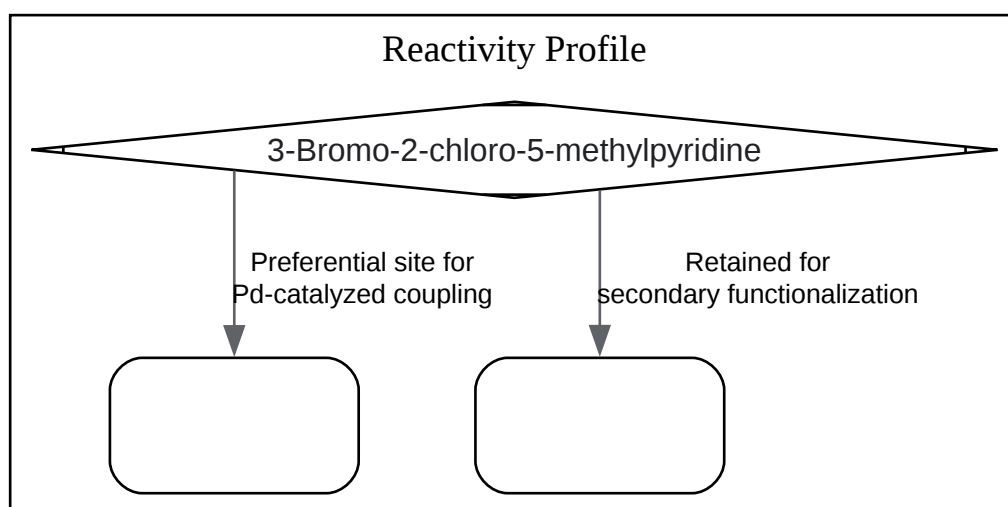 Reactivity Profile
3-Bromo-2-chloro-5-methylpyridine
Preferential site for
Pd-catalyzed coupling
Retained for
secondary functionalization